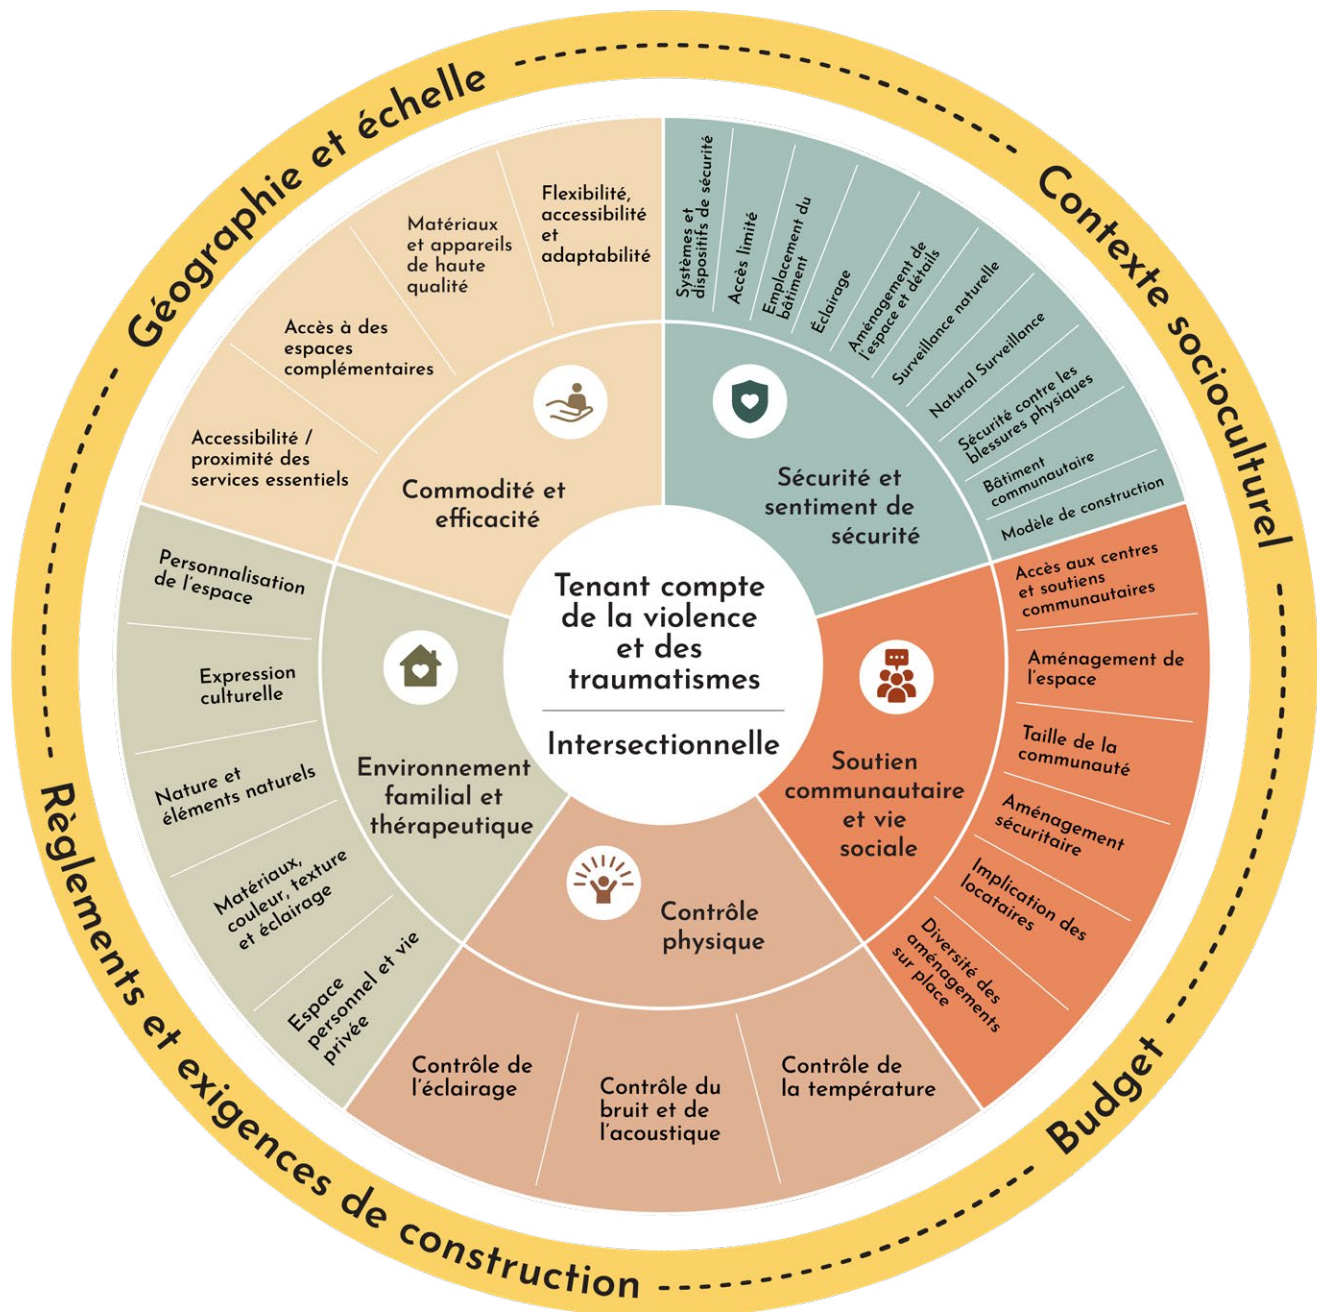 Géographie et échelle
Contexte socioculturel
Budget
Règlements et exigences de construction
Tenant compte
de la violence
et des
traumatismes
Intersectionnelle
Commodité et
efficacité
Accessibilité /
proximité des
services essentiels
Accès à des
espaces
complémentaires
Matériaux
et appareils
de haute
qualité
Flexibilité,
accessibilité
et
adaptabilité
Sécurité et
sentiment de
sécurité
Systèmes et
dispositifs de sécurité
Accès limité
Emplacement du
bâtiment
Éclairage
Aménagement de
l'espace et détails
Surveillance naturelle
Natural Surveillance
Sécurité contre les
blessures physiques
Bâtiment
communautaire
Modèle de construction
Soutien
communautaire
et vie
sociale
Accès aux centres
et soutiens
communautaires
Aménagement de
l'espace
Taille de la
communauté
Aménagement
sécuritaire
Implication des
locataires
Diversité des
aménagements
sur place
Contrôle
physique
Contrôle de
la température
Contrôle du
bruit et de
l'acoustique
Contrôle de
l'éclairage
Environnement
familial et
thérapeutique
Espace
personnel et vie
privée
Matériaux,
couleur, texture
et éclairage
Nature et
éléments naturels
Expression
culturelle
Personnalisation
de l'espace